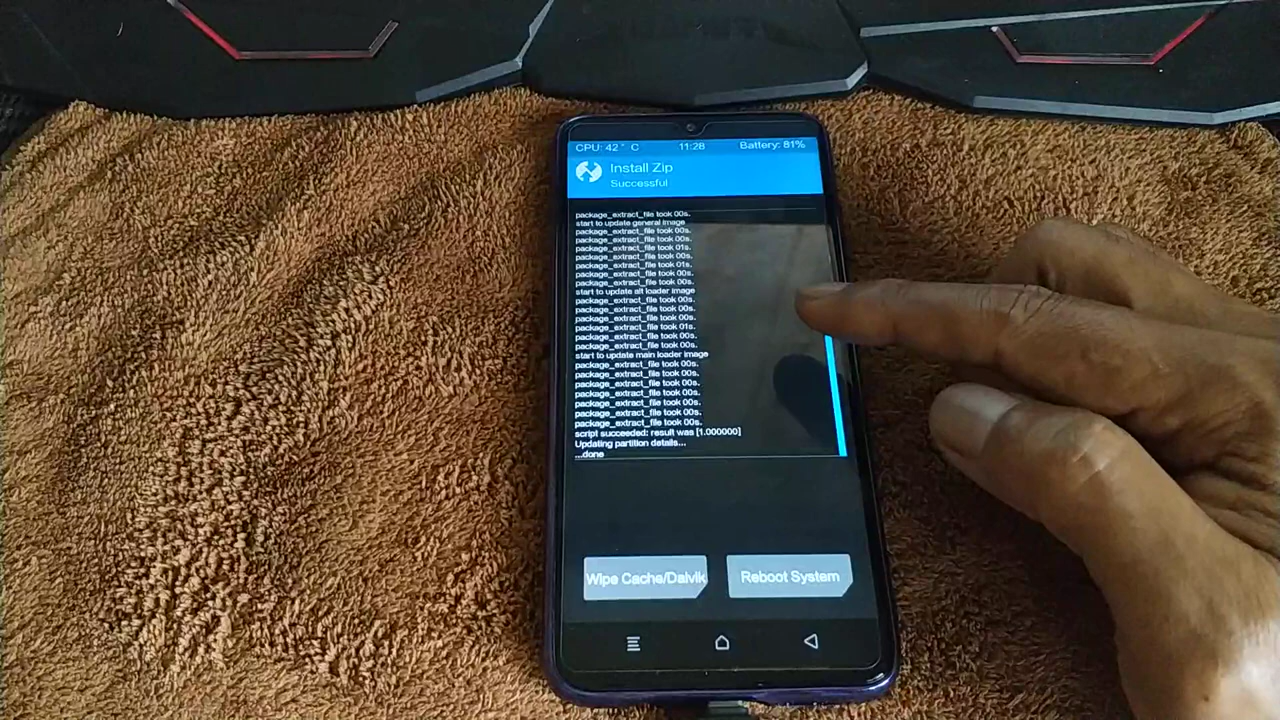 CPU: 42° C 11:28 Battery: 81%
Install Zip
Successful
package_extract_file took 00s.
start to update general image
package_extract_file took 00s.
package_extract_file took 00s.
package_extract_file took 01s.
package_extract_file took 00s.
package_extract_file took 01s.
package_extract_file took 00s.
package_extract_file took 00s.
start to update alt loader image
package_extract_file took 00s.
package_extract_file took 00s.
package_extract_file took 00s.
package_extract_file took 01s.
package_extract_file took 00s.
package_extract_file took 00s.
start to update main loader image
package_extract_file took 00s.
package_extract_file took 00s.
package_extract_file took 00s.
package_extract_file took 00s.
package_extract_file took 00s.
package_extract_file took 00s.
package_extract_file took 00s.
script succeeded: result was [1.000000]
Updating partition details...
...done
Wipe Cache/Dalvik Reboot System